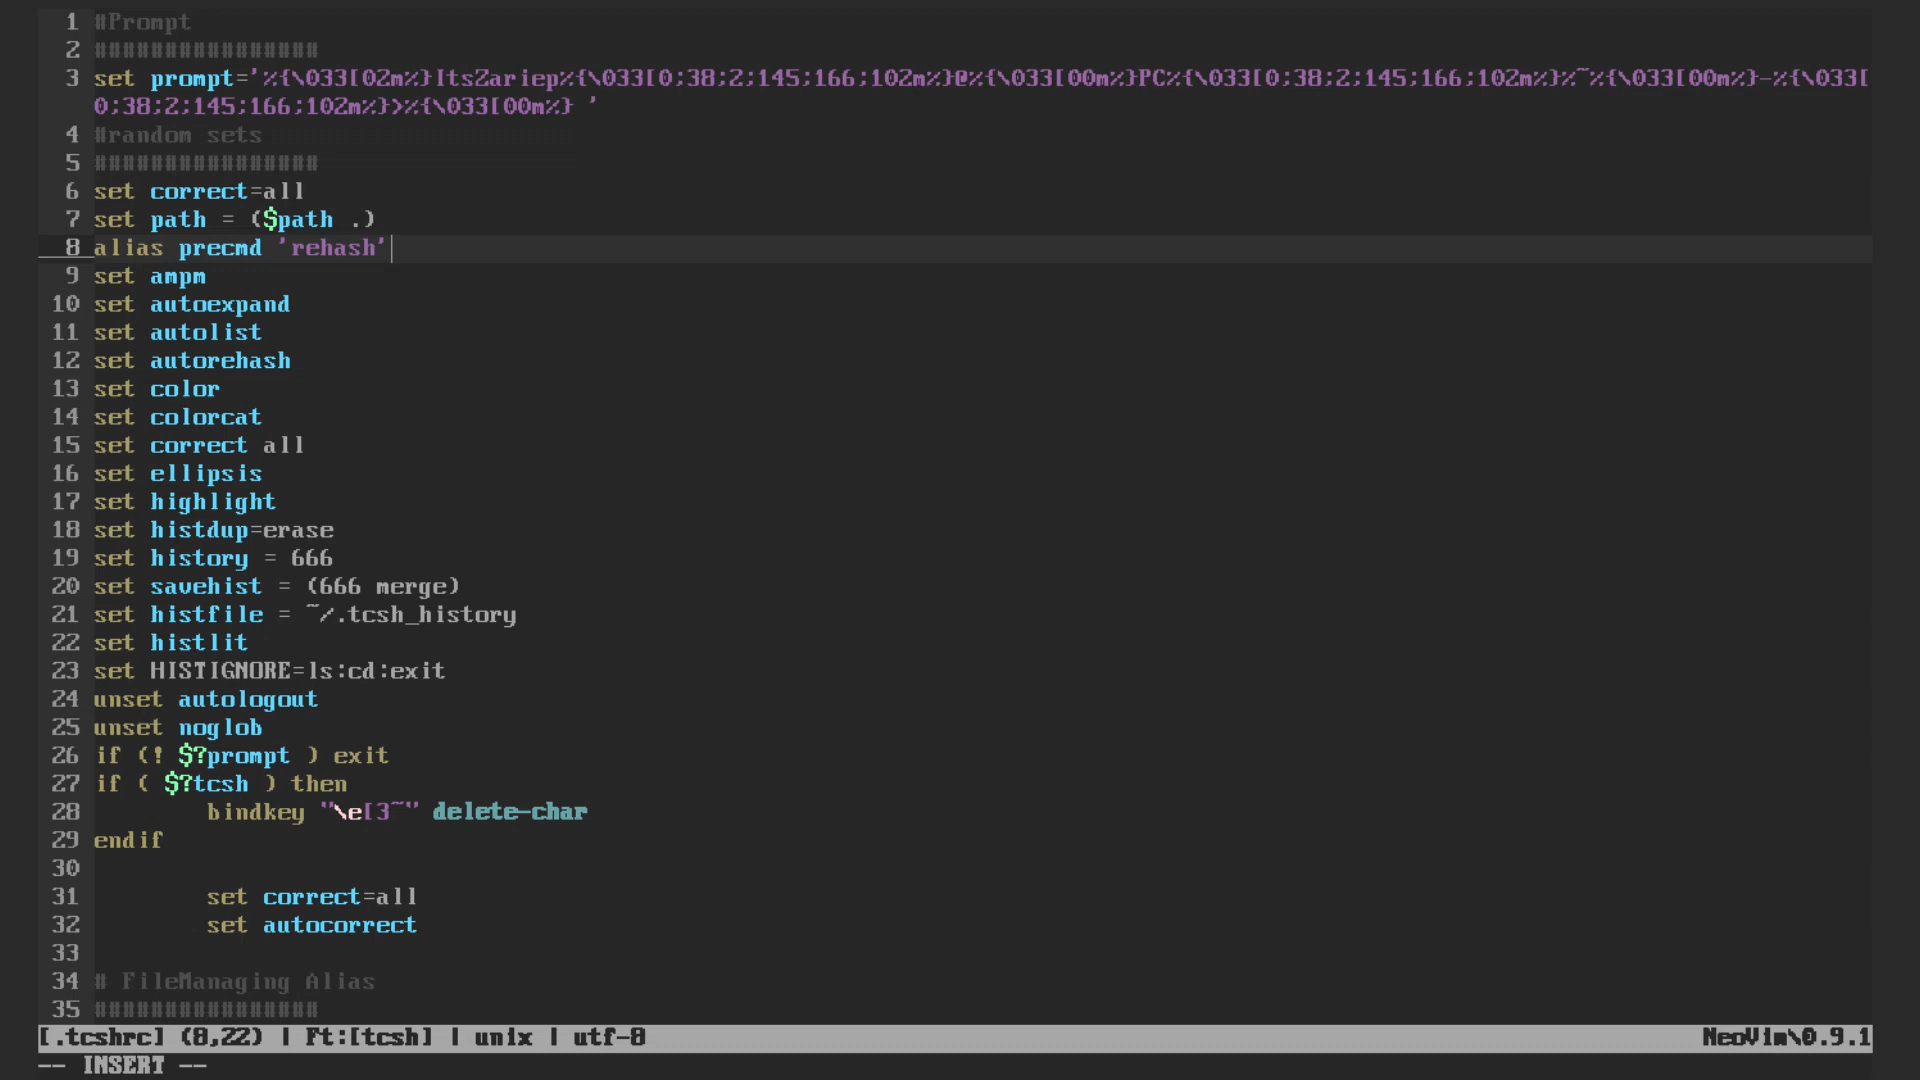 1 #Prompt
2 ################
3 set prompt='%{\033[02m%}ItsZariep%{\033[0;38;2;145;166;102m%}@%{\033[00m%}PC%{\033[0;38;2;145;166;102m%}%~%{\033[00m%}-%{\033[
0;38;2;145;166;102m%}>%{\033[00m%} '
4 #random sets
5 ################
6 set correct=all
7 set path = ($path .)
8 alias precmd 'rehash'
9 set ampm
10 set autoexpand
11 set autolist
12 set autorehash
13 set color
14 set colorcat
15 set correct all
16 set ellipsis
17 set highlight
18 set histdup=erase
19 set history = 666
20 set savehist = (666 merge)
21 set histfile = ~/.tcsh_history
22 set histlit
23 set HISTIGNORE=ls:cd:exit
24 unset autologout
25 unset noglob
26 if (! $?prompt ) exit
27 if ( $?tcsh ) then
28         bindkey "\e[3~" delete-char
29 endif
30
31         set correct=all
32         set autocorrect
33
34 # FileManaging Alias
35 ################
[.tcshrc] (8,22) | Ft:[tcsh] | unix | utf-8 NeoVim\0.9.1
-- INSERT --